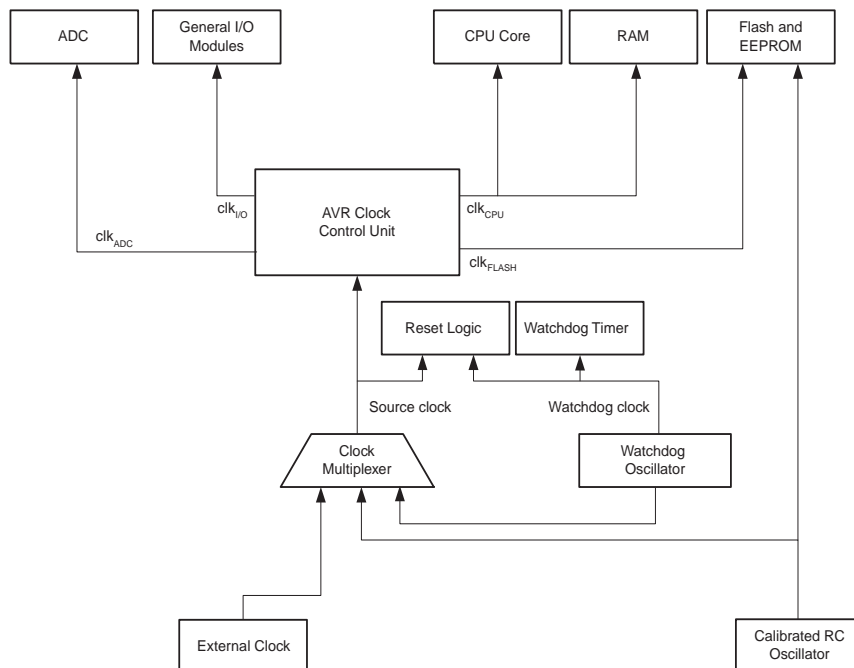 ADC
General I/O
Modules
CPU Core
RAM
Flash and
EEPROM
clkI/O
AVR Clock
Control Unit
clkCPU
clkADC
clkFLASH
Reset Logic
Watchdog Timer
Source clock
Watchdog clock
Clock
Multiplexer
Watchdog
Oscillator
External Clock
Calibrated RC
Oscillator